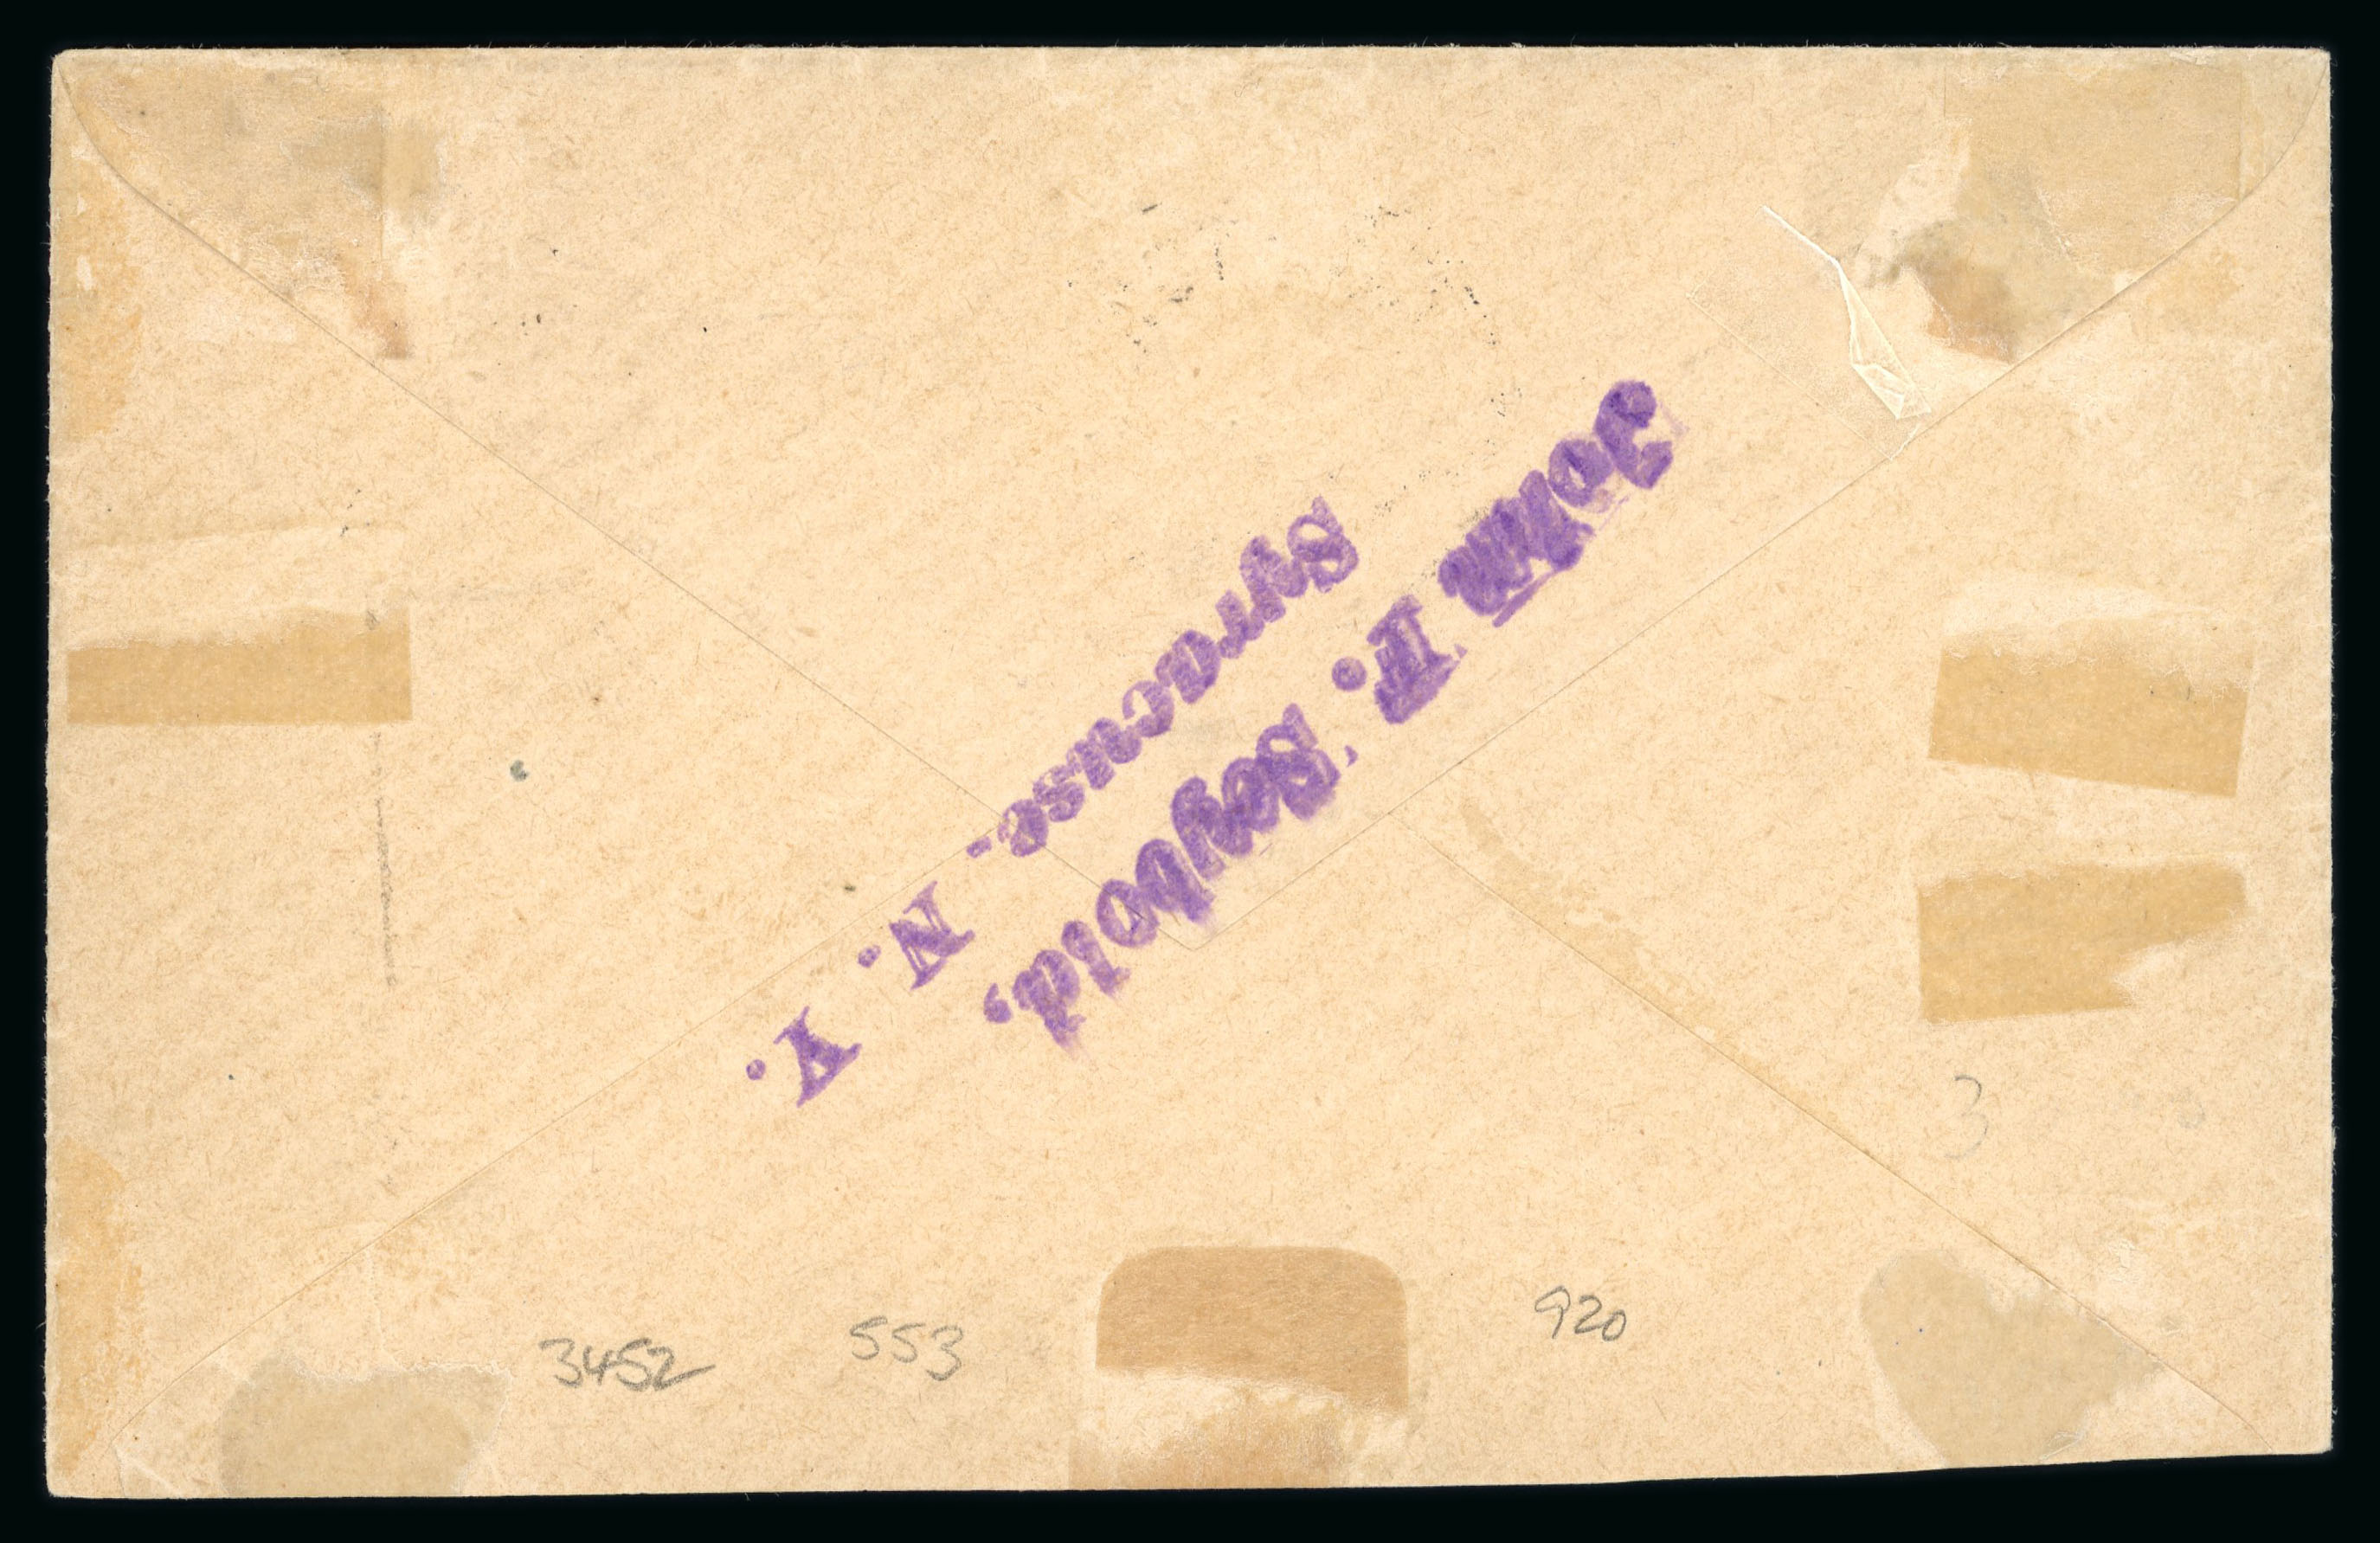 John F. Seybold,
Syracuse, N. Y.
3
3452 553 920